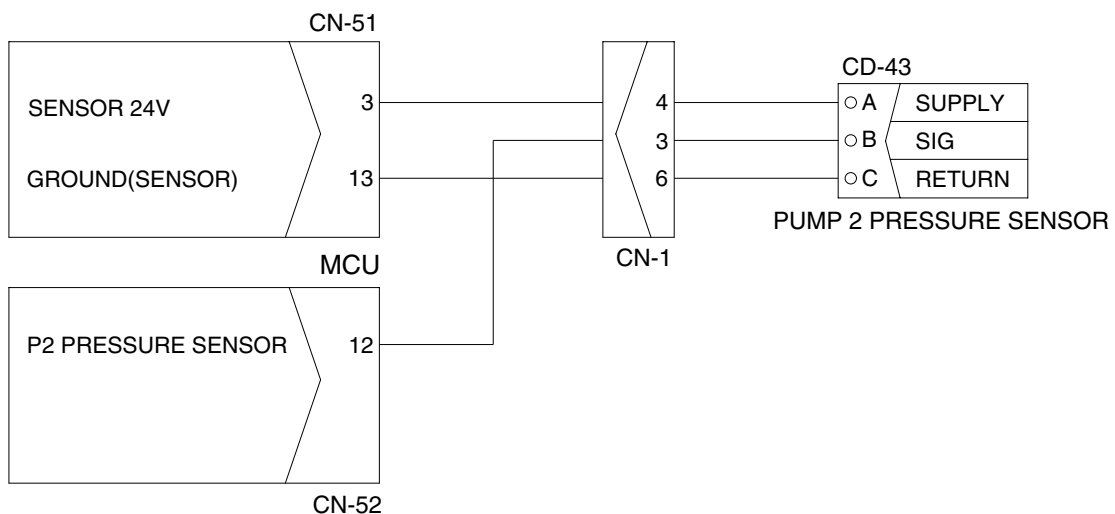 CN-51
SENSOR 24V 3
GROUND(SENSOR) 13
MCU
P2 PRESSURE SENSOR 12
CN-52
4
3
6
CN-1
CD-43
A SUPPLY
B SIG
C RETURN
PUMP 2 PRESSURE SENSOR